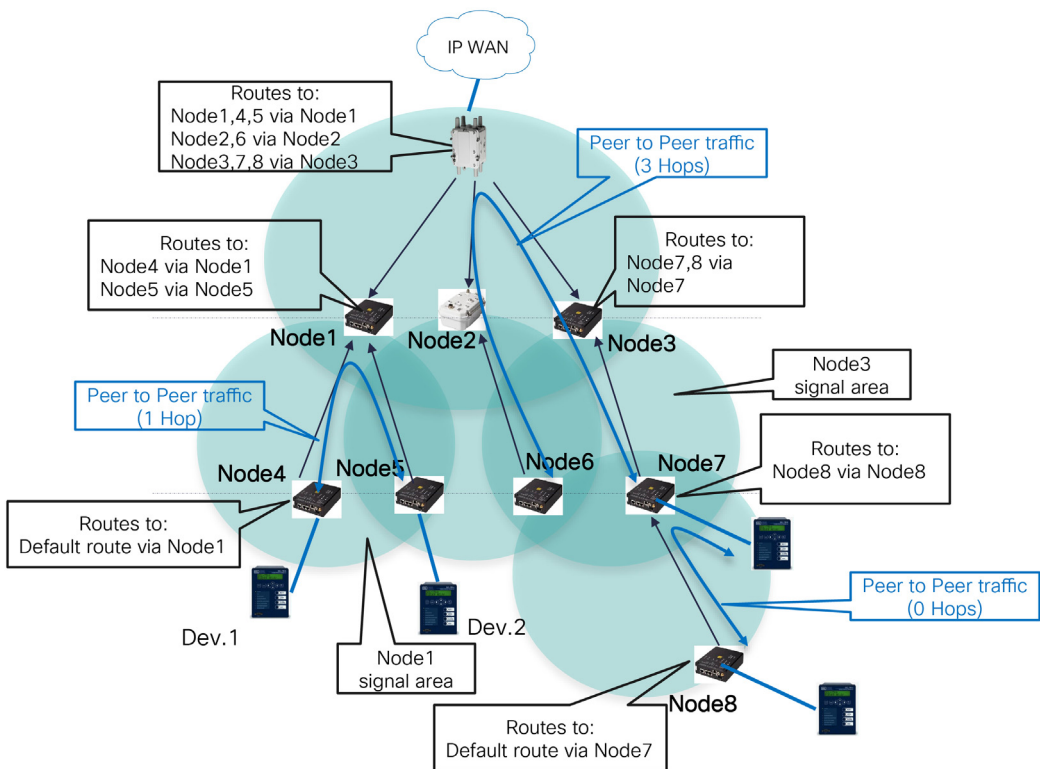 IP WAN
Routes to:
Node1,4,5 via Node1
Node2,6 via Node2
Node3,7,8 via Node3
Peer to Peer traffic
(3 Hops)
Routes to:
Node4 via Node1
Node5 via Node5
Routes to:
Node7,8 via
Node7
Node1
Node2
Node3
Node3
signal area
Peer to Peer traffic
(1 Hop)
Node4
Node5
Node6
Node7
Routes to:
Node8 via Node8
Routes to:
Default route via Node1
Peer to Peer traffic
(0 Hops)
Dev.1
Dev.2
Node1
signal area
Node8
Routes to:
Default route via Node7